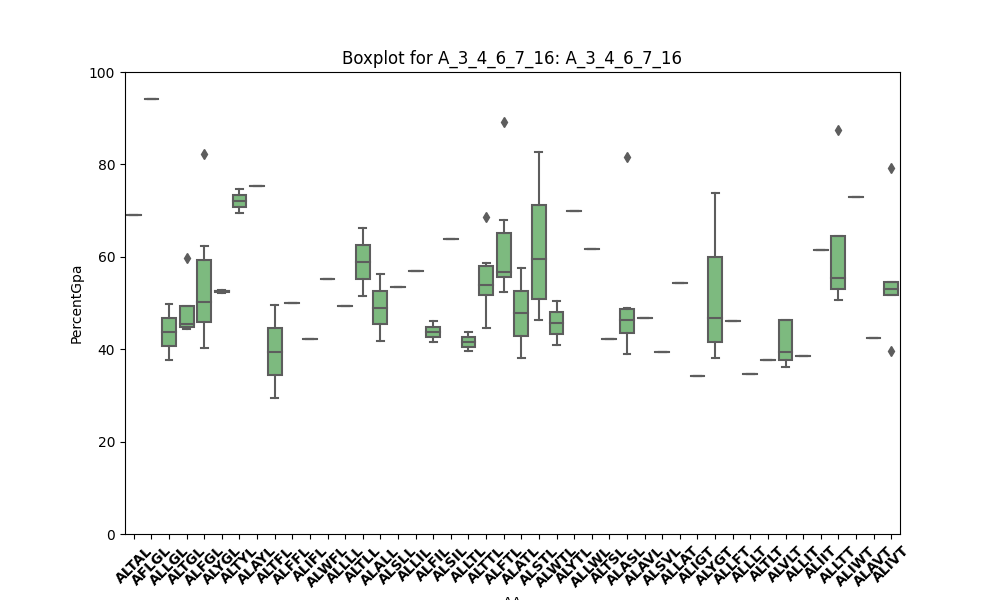 Boxplot for A_3_4_6_7_16: A_3_4_6_7_16
100
80
60
40
20
0
PercentGpa
ALTAL
AFLGL
ALLGL
ALTGL
ALFGL
ALYGL
ALTYL
ALAYL
ALTFL
ALFFL
ALIFL
ALWFL
ALLLL
ALTLL
ALALL
ALSLL
ALLIL
ALFIL
ALSIL
ALLTL
ALTTL
ALFTL
ALATL
ALSTL
ALWTL
ALYTL
ALLWL
ALTSL
ALASL
ALAVL
ALSVL
ALLAT
ALIGT
ALYGT
ALLFT
ALLLT
ALTLT
ALVLT
ALLIT
ALIIT
ALLTT
ALIWT
ALAVT
ALIVT